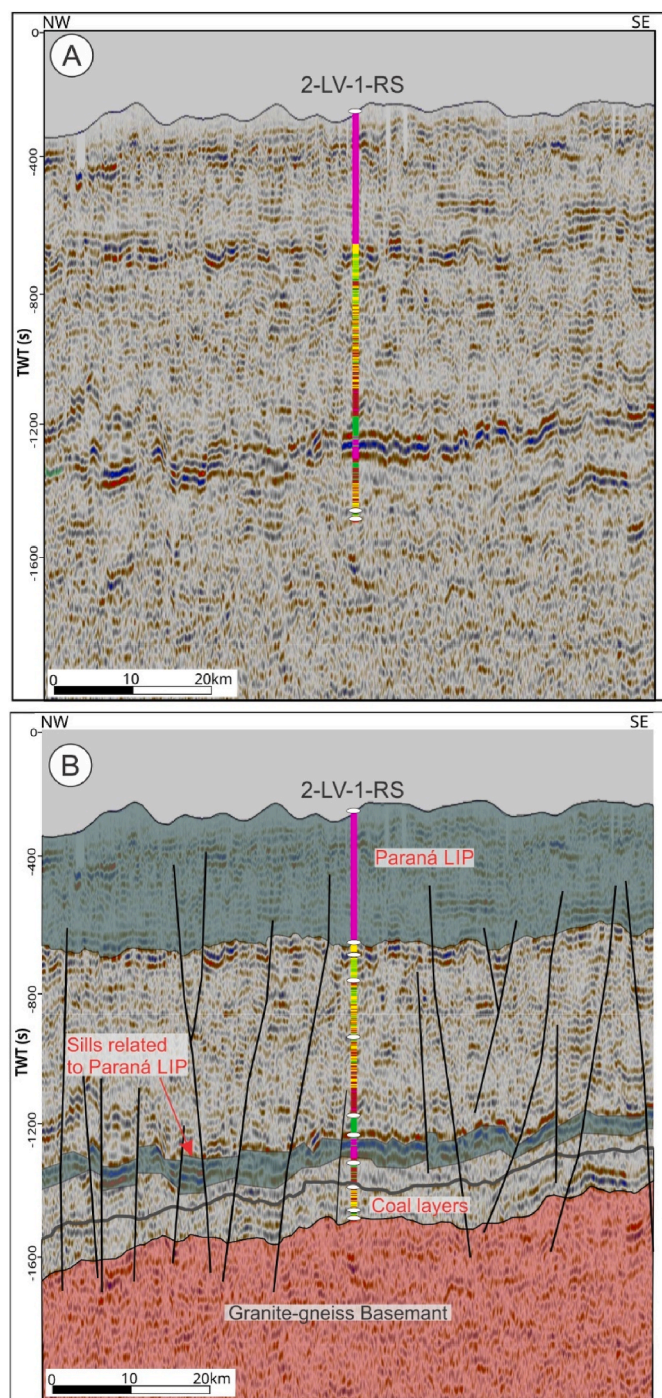 NW SE
0
A
2-LV-1-RS
-400
-800
TWT (s)
-1200
-1600
0 10 20km
NW SE
0
B
2-LV-1-RS
-400
Paraná LIP
-800
TWT (s)
Sills related
to Paraná LIP
-1200
Coal layers
-1600
Granite-gneiss Basemant
0 10 20km